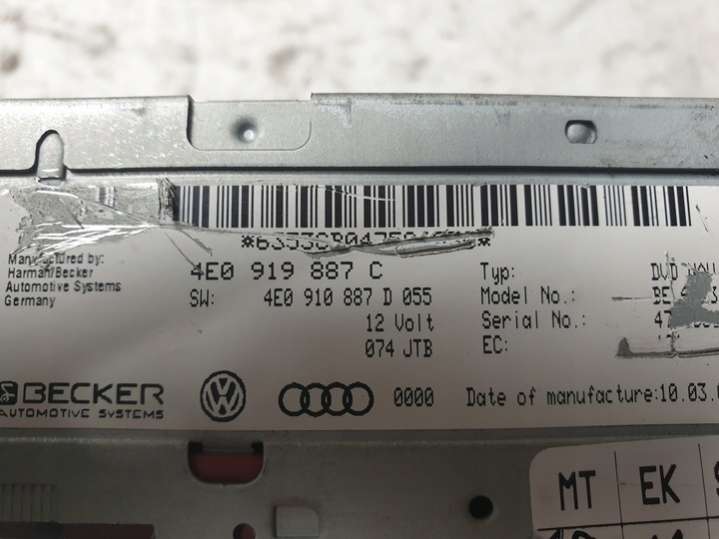 Manufactured by:
Harman/Becker
Automotive Systems
Germany
4E0 919 887 C
SW: 4E0 910 887 D 055
12 Volt
074 JTB
Typ: DVD
Model No.:
Serial No.:
EC:
BECKER
AUTOMOTIVE SYSTEMS
0000
Date of manufacture:10.03.
MT EK